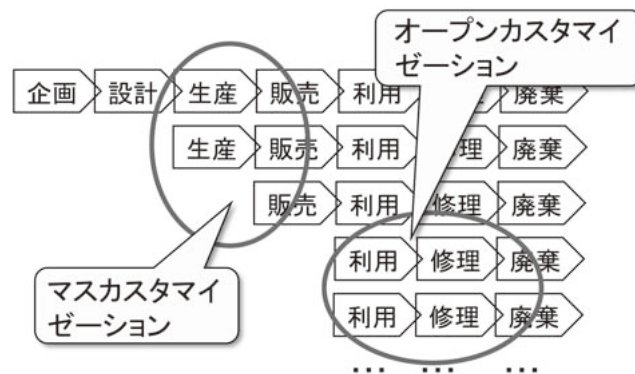 オープンカスタマイ
ゼーション
企画 設計 生産 販売 利用 理 廃棄
生産 販売 利用 理 廃棄
販売 利用 修理 廃棄
利用 修理 廃棄
マスカスタマイ
ゼーション
利用 修理 廃棄
... ... ...